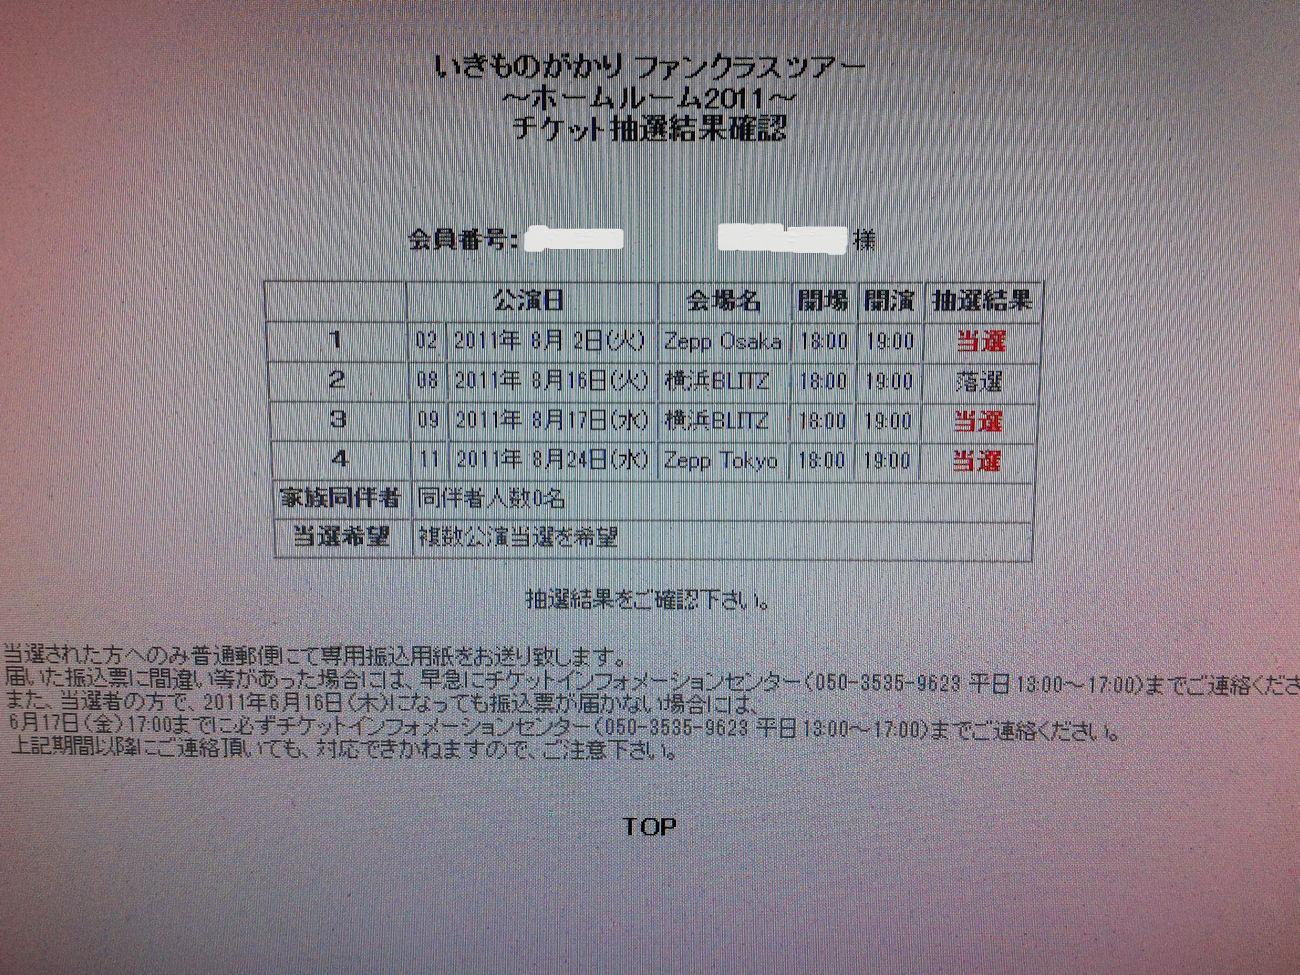 いきものがかり ファンクラスツアー
～ホームルーム2011～
チケット抽選結果確認
会員番号: 様
公演日 会場名 開場 開演 抽選結果
1 02 2011年 8月 2日(火) Zepp Osaka 18:00 19:00 当選
2 08 2011年 8月16日(火) 横浜BLITZ 18:00 19:00 落選
3 09 2011年 8月17日(水) 横浜BLITZ 18:00 19:00 当選
4 11 2011年 8月24日(水) Zepp Tokyo 18:00 19:00 当選
家族同伴者 同伴者人数0名
当選希望 複数公演当選を希望
抽選結果をご確認下さい。
当選された方へのみ普通郵便にて専用振込用紙をお送り致します。
届いた振込票に間違い等があった場合には、早急にチケットインフォメーションセンター(050-3535-9623 平日13:00～17:00)までご連絡くださ
また、当選者の方で、2011年6月16日(木)になっても振込票が届かない場合には、
6月17日(金)17:00までに必ずチケットインフォメーションセンター(050-3535-9623 平日13:00～17:00)までご連絡ください。
上記期間以降にご連絡頂いても、対応できかねますので、ご注意下さい。
TOP